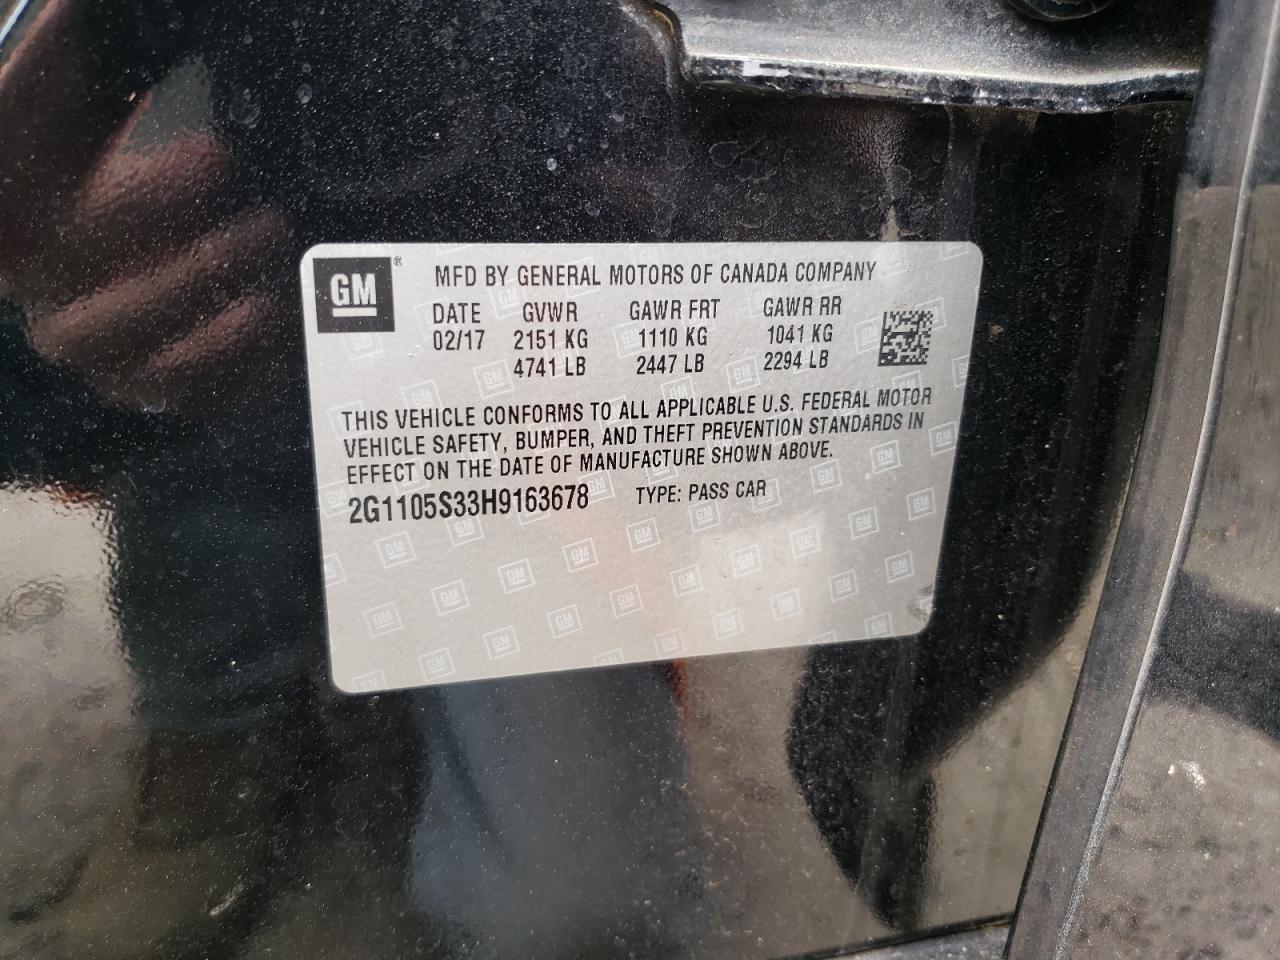 GM ®
MFD BY GENERAL MOTORS OF CANADA COMPANY
DATE GVWR GAWR FRT GAWR RR
02/17 2151 KG 1110 KG 1041 KG
4741 LB 2447 LB 2294 LB
THIS VEHICLE CONFORMS TO ALL APPLICABLE U.S. FEDERAL MOTOR
VEHICLE SAFETY, BUMPER, AND THEFT PREVENTION STANDARDS IN
EFFECT ON THE DATE OF MANUFACTURE SHOWN ABOVE.
2G1105S33H9163678 TYPE: PASS CAR